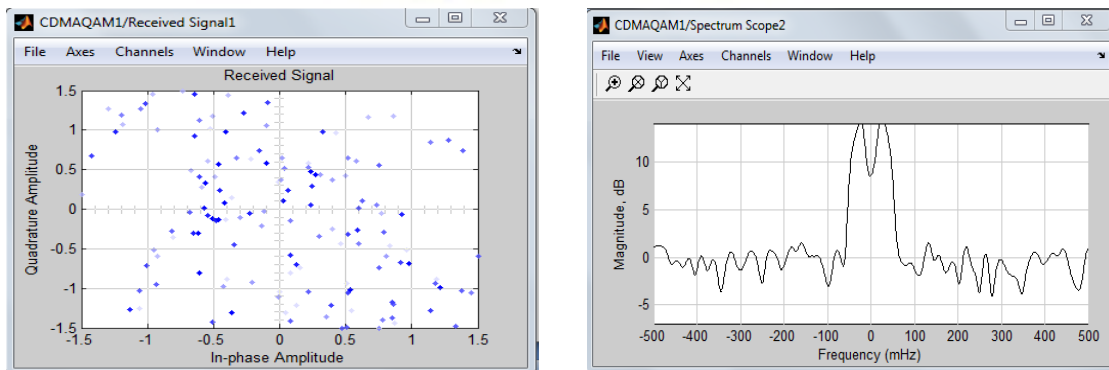 CDMAQAM1/Received Signal1
File Axes Channels Window Help
Received Signal
1.5
1
0.5
0
-0.5
-1
-1.5
Quadrature Amplitude
-1.5 -1 -0.5 0 0.5 1 1.5
In-phase Amplitude
CDMAQAM1/Spectrum Scope2
File View Axes Channels Window Help
10
5
0
-5
Magnitude, dB
-500 -400 -300 -200 -100 0 100 200 300 400 500
Frequency (mHz)